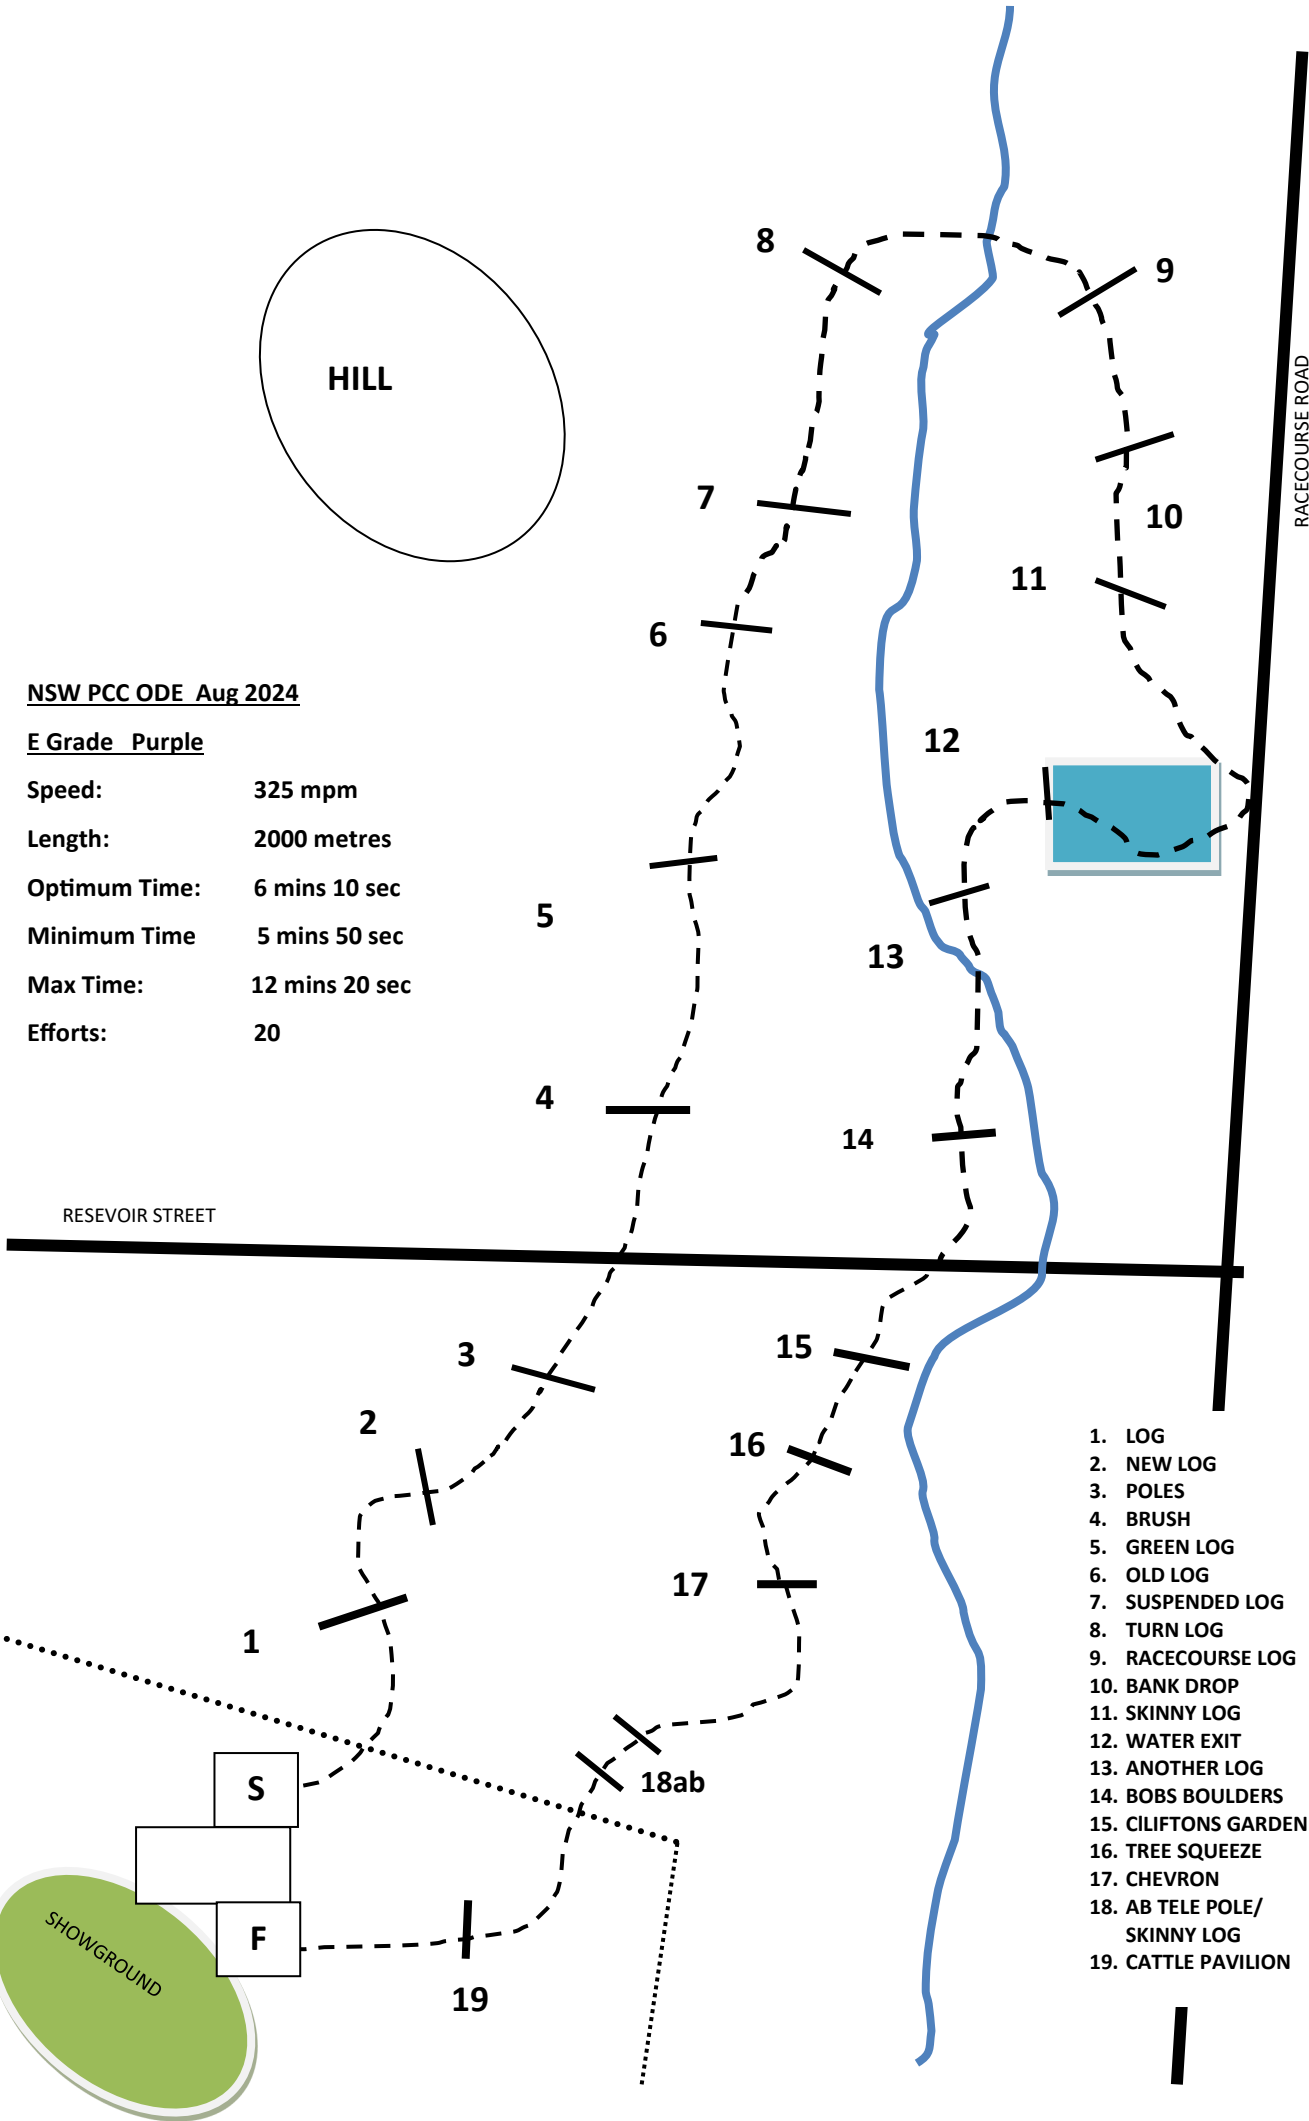 8
9
HILL
RACECOURSE ROAD
7
10
11
6
NSW PCC ODE Aug 2024
E Grade Purple
Speed: 325 mpm
Length: 2000 metres
Optimum Time: 6 mins 10 sec
Minimum Time 5 mins 50 sec
Max Time: 12 mins 20 sec
Efforts: 20
12
5
13
4
14
RESEVOIR STREET
3
15
2
16
17
1
18ab
S
F
SHOWGROUND
19
1. LOG
2. NEW LOG
3. POLES
4. BRUSH
5. GREEN LOG
6. OLD LOG
7. SUSPENDED LOG
8. TURN LOG
9. RACECOURSE LOG
10. BANK DROP
11. SKINNY LOG
12. WATER EXIT
13. ANOTHER LOG
14. BOBS BOULDERS
15. ClLIFTONS GARDEN
16. TREE SQUEEZE
17. CHEVRON
18. AB TELE POLE/
SKINNY LOG
19. CATTLE PAVILION